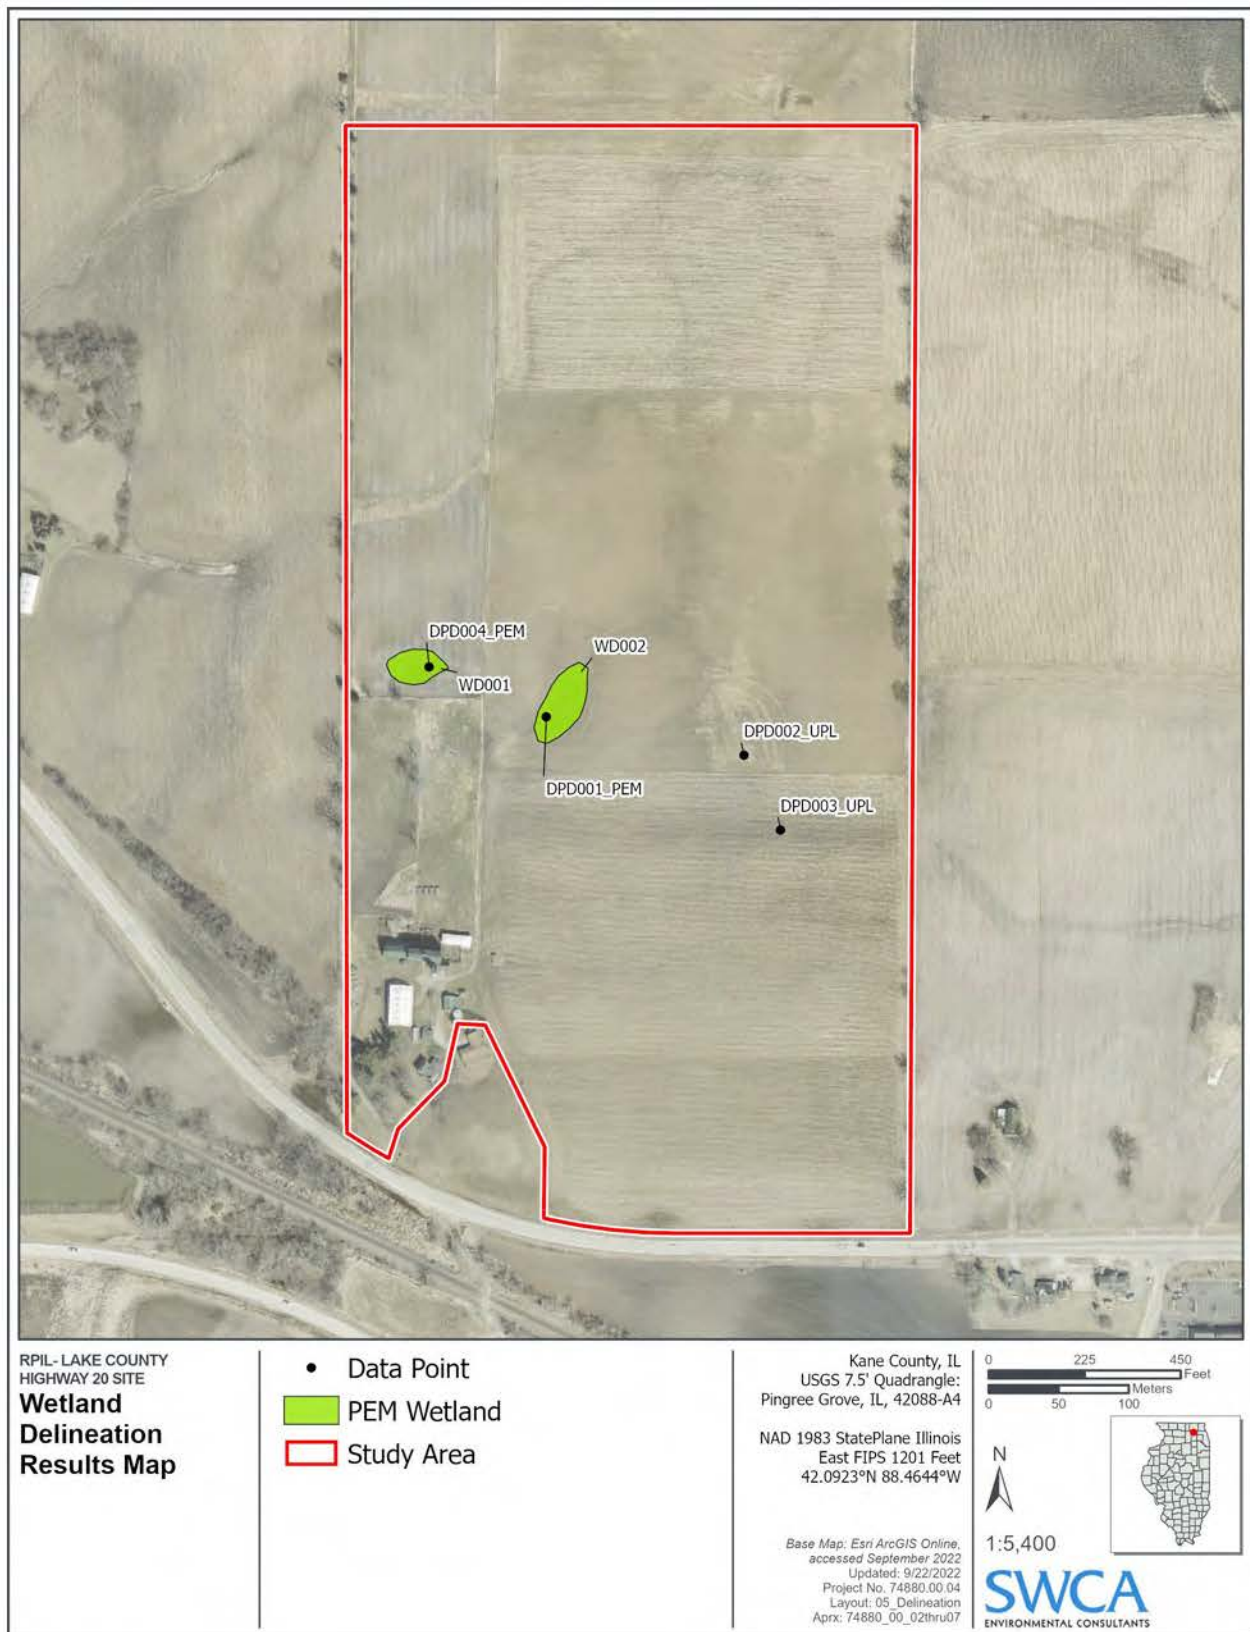 DPD004_PEM
WD001
WD002
DPD001_PEM
DPD002_UPL
DPD003_UPL
RPIL- LAKE COUNTY
HIGHWAY 20 SITE
Wetland
Delineation
Results Map
Data Point
PEM Wetland
Study Area
Kane County, IL
USGS 7.5' Quadrangle:
Pingree Grove, IL, 42088-A4
NAD 1983 StatePlane Illinois
East FIPS 1201 Feet
42.0923°N 88.4644°W
Base Map: Esri ArcGIS Online,
accessed September 2022
Updated: 9/22/2022
Project No. 74880.00.04
Layout: 05_Delineation
Aprx: 74880_00_02thru07
0 225 450
Feet
Meters
0 50 100
N
1:5,400
SWCA
ENVIRONMENTAL CONSULTANTS